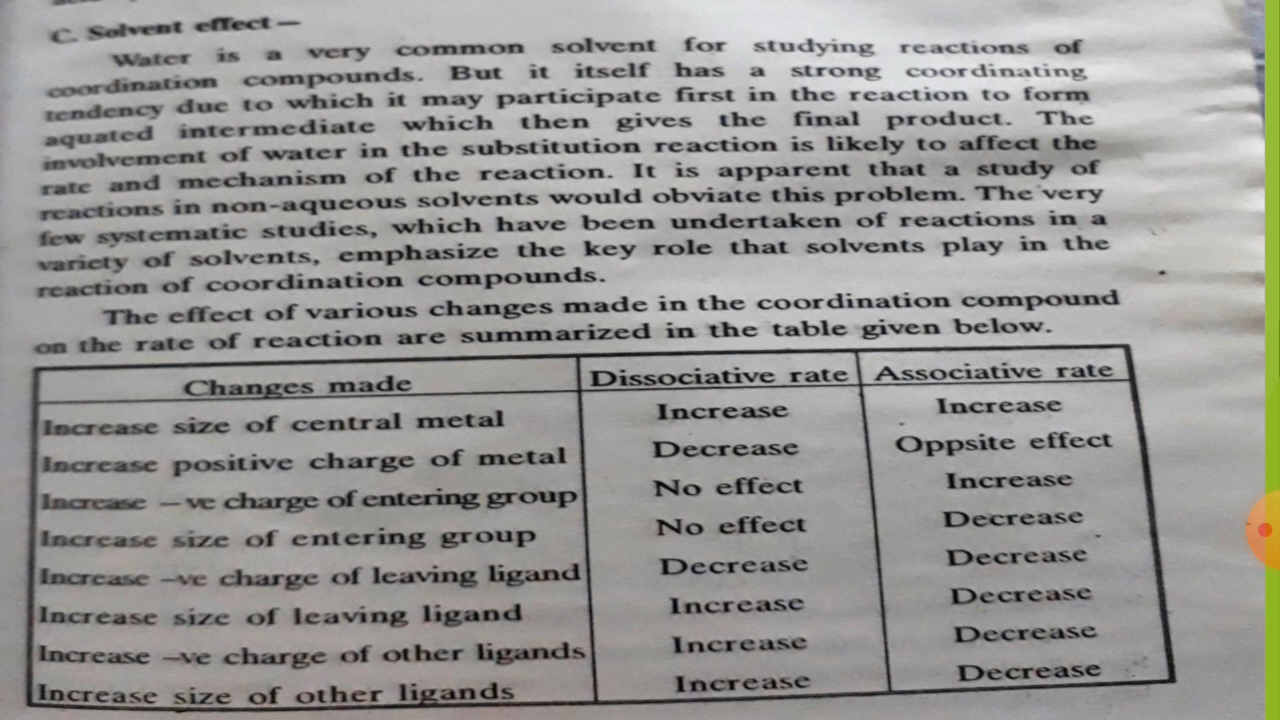 C. Solvent effect —
Water is a very common solvent for studying reactions of
coordination compounds. But it itself has a strong coordinating
tendency due to which it may participate first in the reaction to form
aquated intermediate which then gives the final product. The
involvement of water in the substitution reaction is likely to affect the
rate and mechanism of the reaction. It is apparent that a study of
reactions in non-aqueous solvents would obviate this problem. The very
few systematic studies, which have been undertaken of reactions in a
variety of solvents, emphasize the key role that solvents play in the
reaction of coordination compounds.
The effect of various changes made in the coordination compound
on the rate of reaction are summarized in the table given below.
Changes made Dissociative rate Associative rate
Increase size of central metal Increase Increase
Increase positive charge of metal Decrease Oppsite effect
Increase –ve charge of entering group No effect Increase
Increase size of entering group No effect Decrease
Increase –ve charge of leaving ligand Decrease Decrease
Increase size of leaving ligand Increase Decrease
Increase –ve charge of other ligands Increase Decrease
Increase size of other ligands Increase Decrease